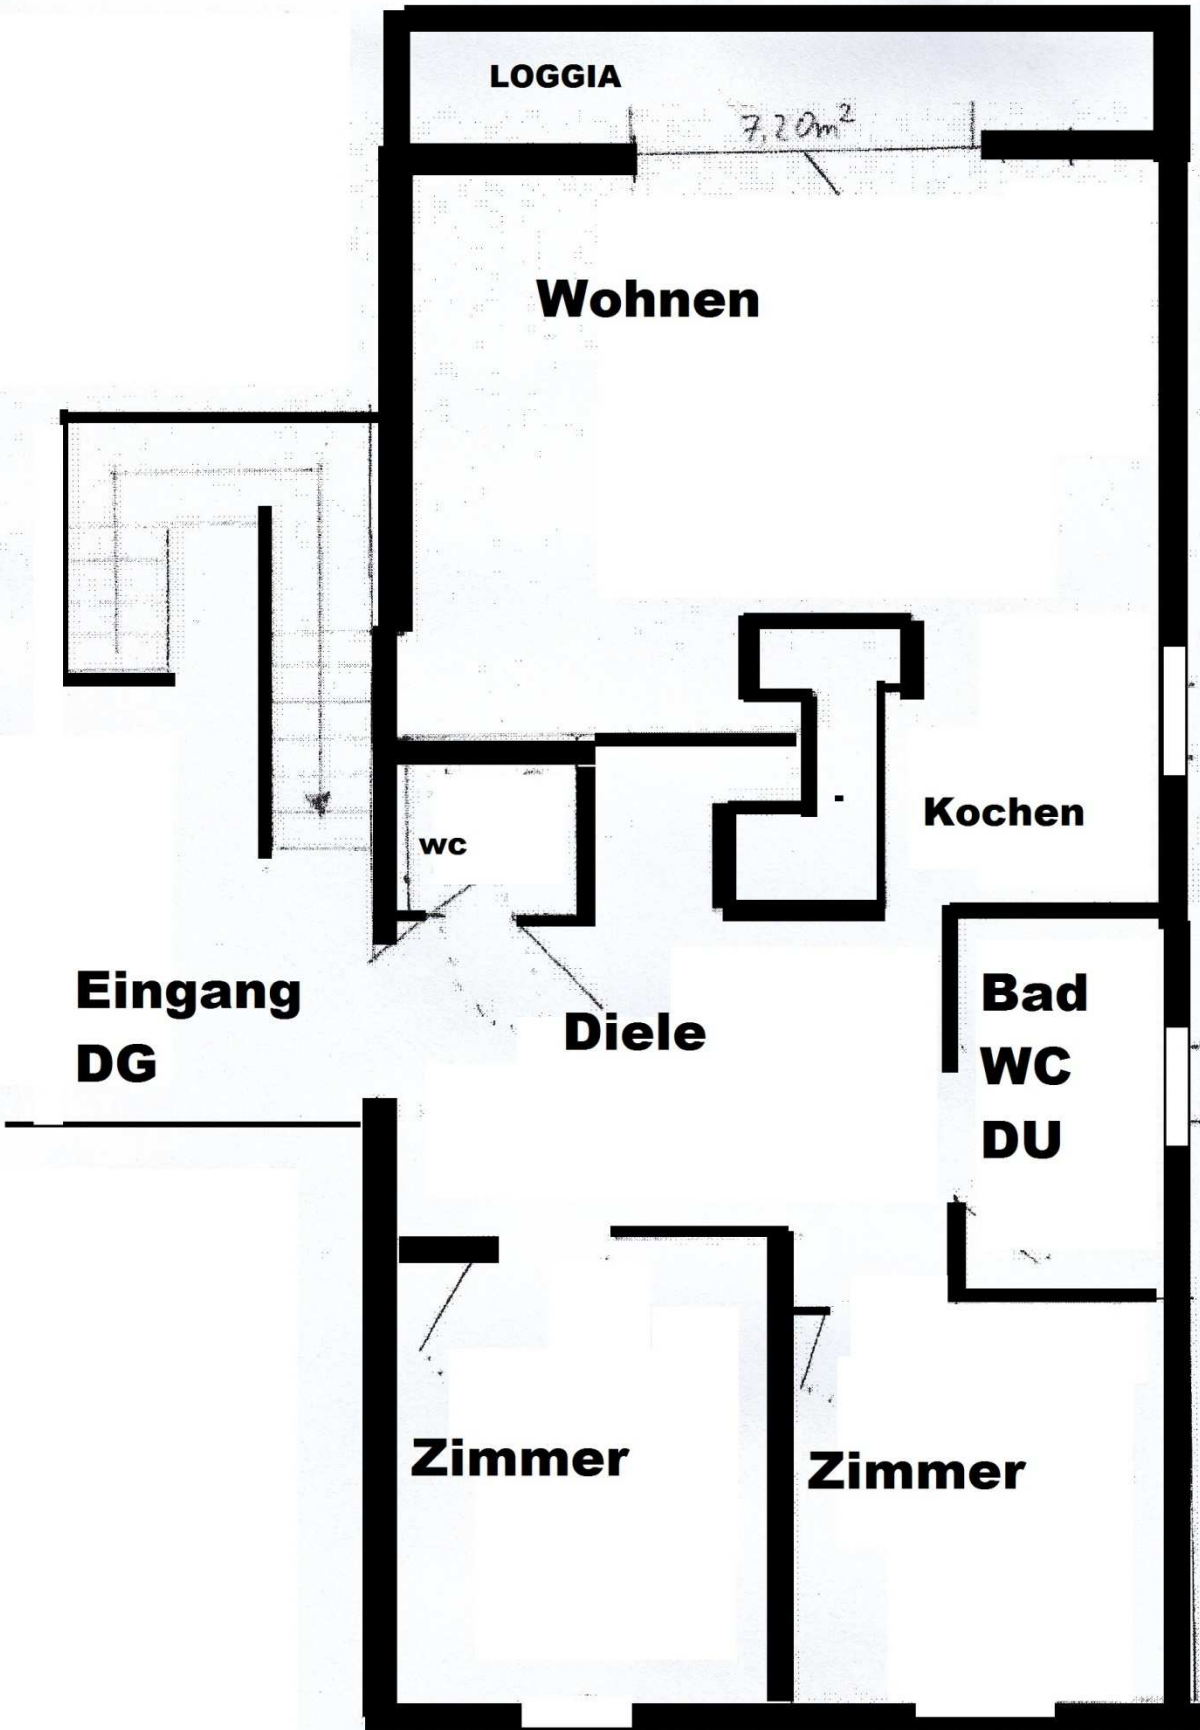 LOGGIA
7,20m²
Wohnen
Kochen
wc
Eingang
DG
Diele
Bad
WC
DU
Zimmer
Zimmer